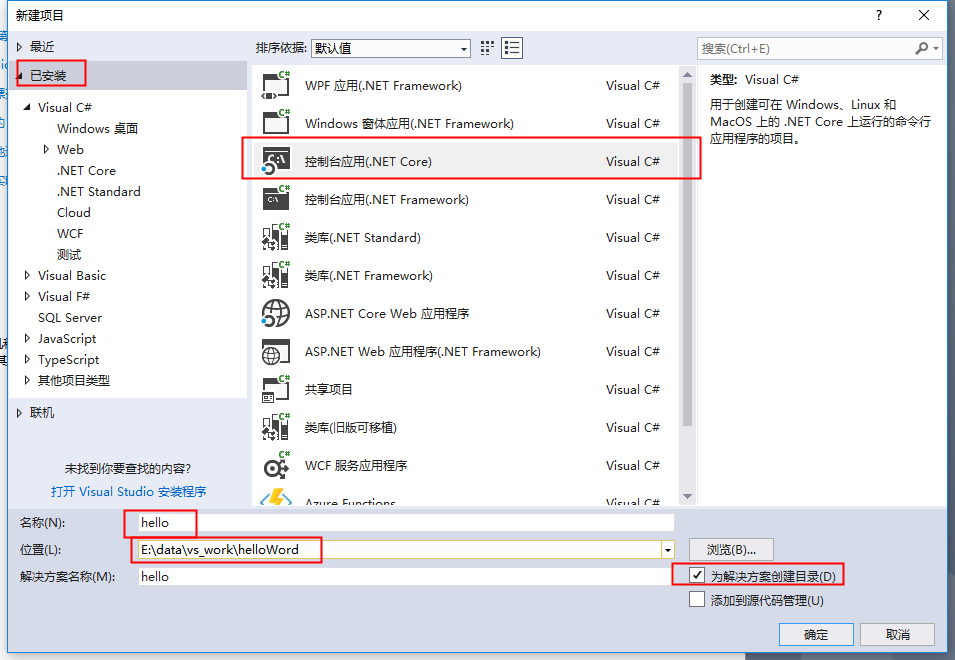 新建项目
?
最近
已安装
Visual C#
Windows 桌面
Web
.NET Core
.NET Standard
Cloud
WCF
测试
Visual Basic
Visual F#
SQL Server
JavaScript
TypeScript
其他项目类型
联机
未找到你要查找的内容?
打开 Visual Studio 安装程序
排序依据: 默认值
WPF 应用(.NET Framework) Visual C#
Windows 窗体应用(.NET Framework) Visual C#
控制台应用(.NET Core) Visual C#
控制台应用(.NET Framework) Visual C#
类库(.NET Standard) Visual C#
类库(.NET Framework) Visual C#
ASP.NET Core Web 应用程序 Visual C#
ASP.NET Web 应用程序(.NET Framework) Visual C#
共享项目 Visual C#
类库(旧版可移植) Visual C#
WCF 服务应用程序 Visual C#
Azure Functions Visual C#
搜索(Ctrl+E)
类型: Visual C#
用于创建可在 Windows、Linux 和
MacOS 上的 .NET Core 上运行的命令行
应用程序的项目。
名称(N): hello
位置(L): E:\data\vs_work\helloWord 浏览(B)...
解决方案名称(M): hello 为解决方案创建目录(D)
添加到源代码管理(U)
确定 取消